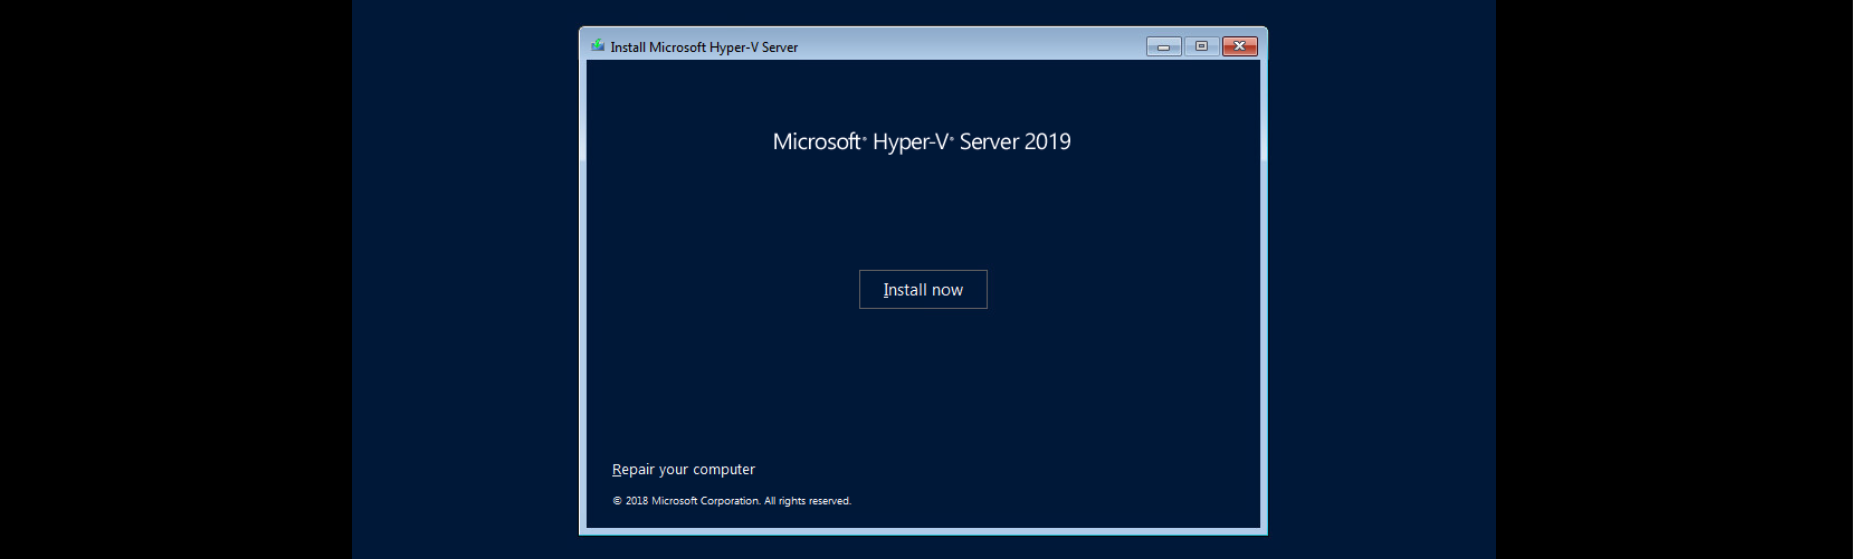 Install Microsoft Hyper-V Server
Microsoft® Hyper-V® Server 2019
Install now
Repair your computer
© 2018 Microsoft Corporation. All rights reserved.